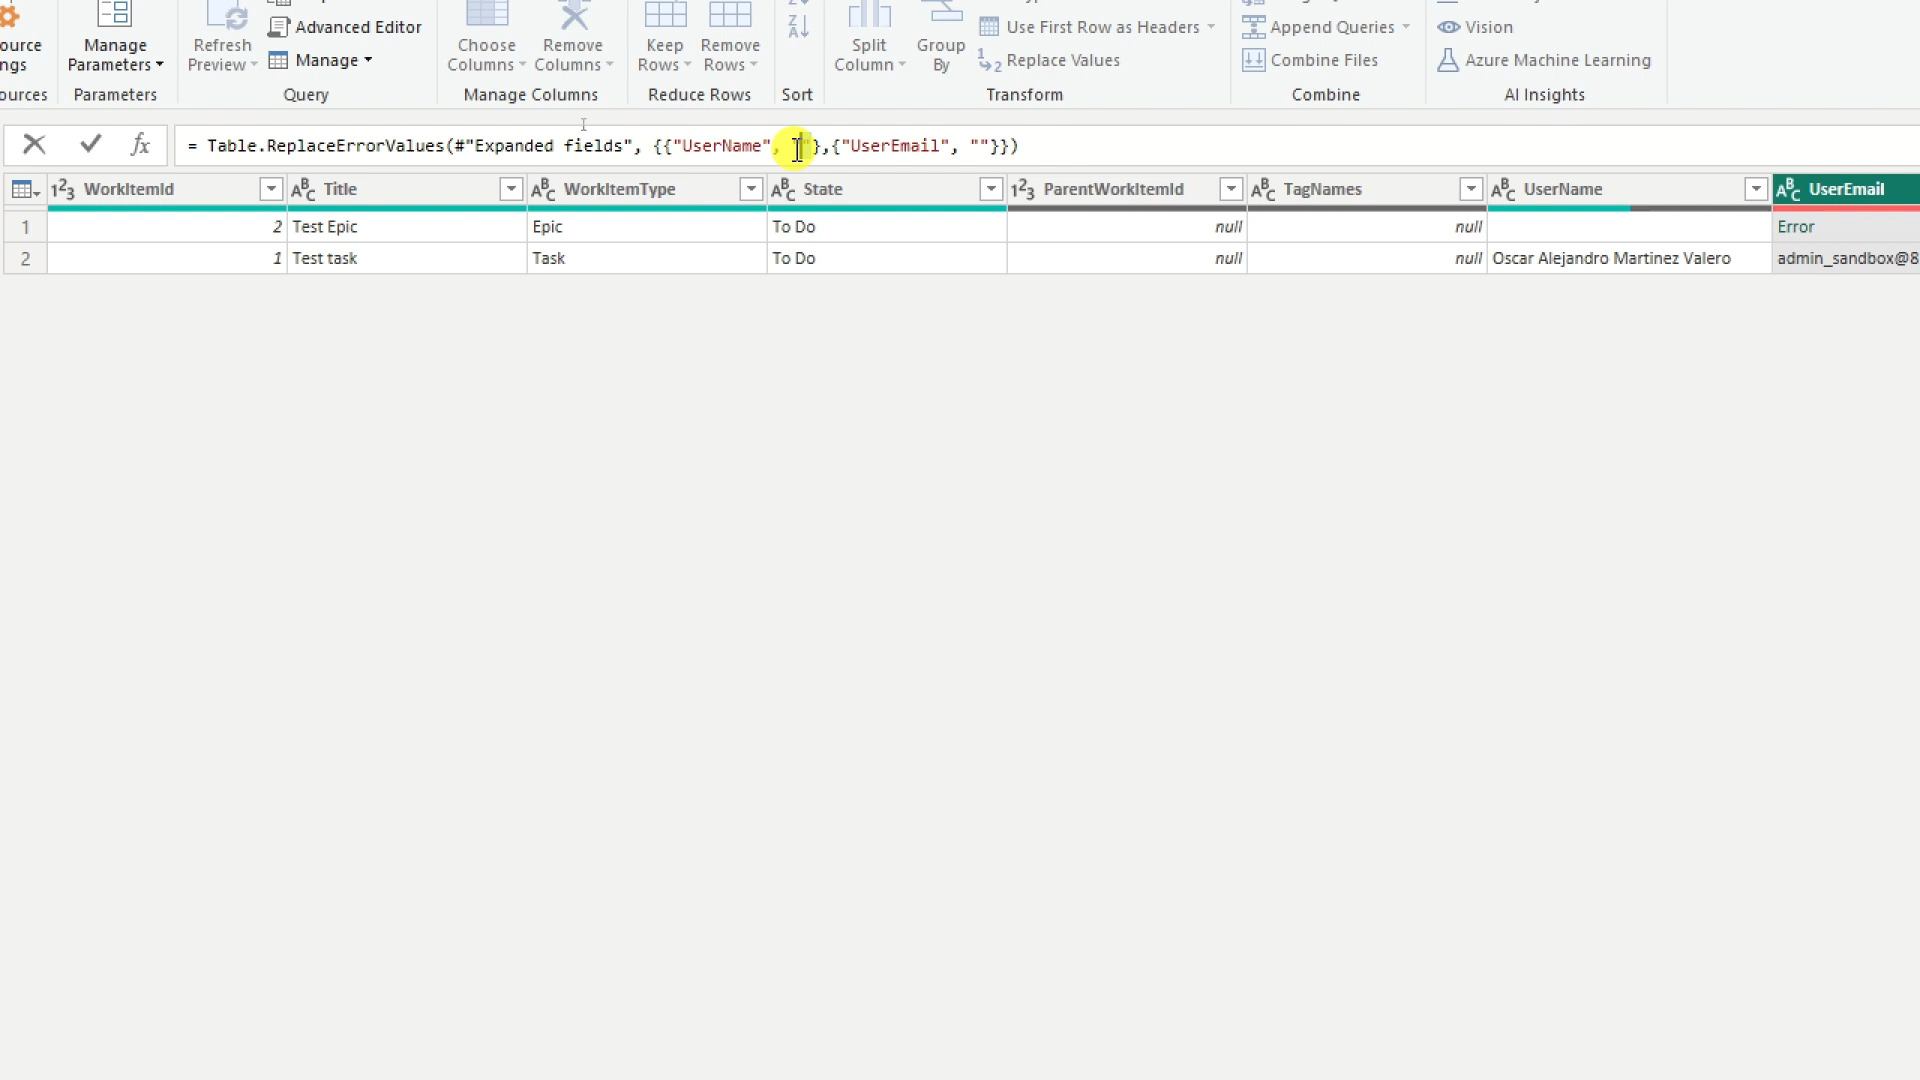 Advanced Editor
Use First Row as Headers
Append Queries
Vision
Manage Parameters
Refresh Preview
Manage
Choose Columns
Remove Columns
Keep Rows
Remove Rows
Split Column
Group By
Replace Values
Combine Files
Azure Machine Learning
Parameters
Query
Manage Columns
Reduce Rows
Sort
Transform
Combine
AI Insights
fx
= Table.ReplaceErrorValues(#"Expanded fields", {{"UserName", ""},{"UserEmail", ""}})
WorkItemId Title WorkItemType State ParentWorkItemId TagNames UserName UserEmail
1 2 Test Epic Epic To Do null null Error
2 1 Test task Task To Do null null Oscar Alejandro Martinez Valero admin_sandbox@8